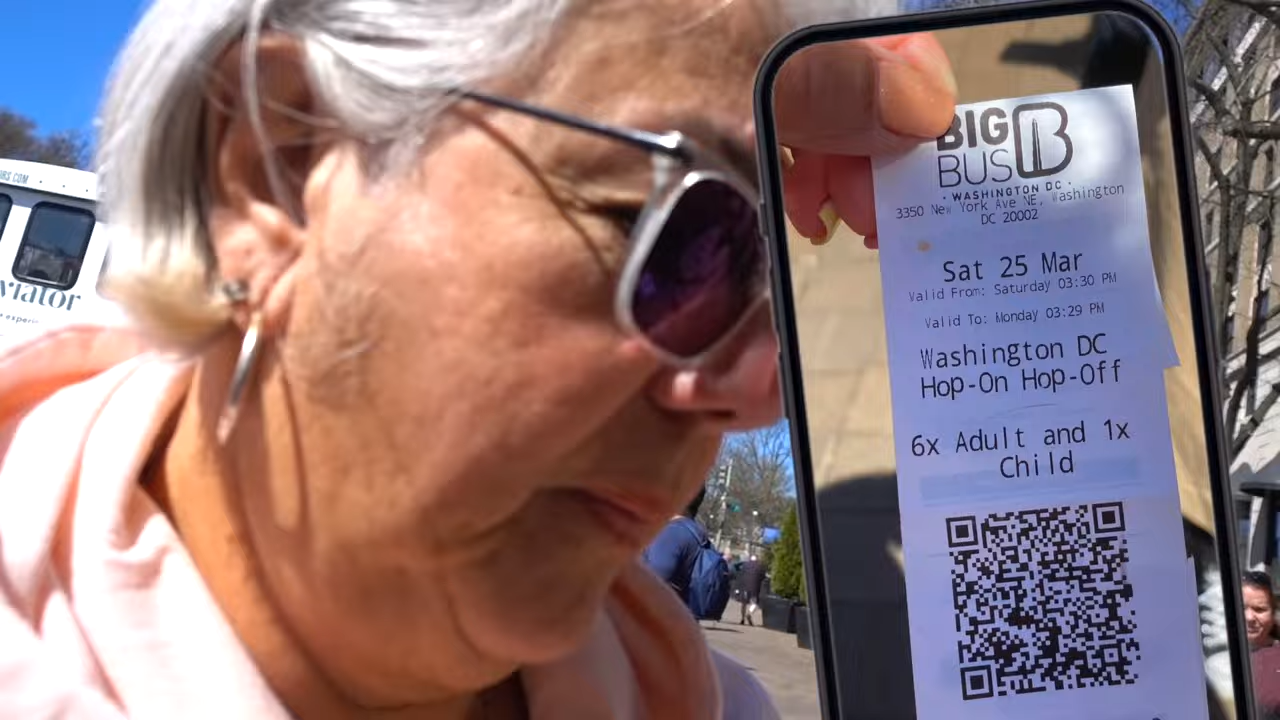 BIG
BUS
• WASHINGTON DC •
3350 New York Ave NE, Washington
DC 20002
Sat 25 Mar
Valid From: Saturday 03:30 PM
Valid To: Monday 03:29 PM
Washington DC
Hop-On Hop-Off
6x Adult and 1x
Child